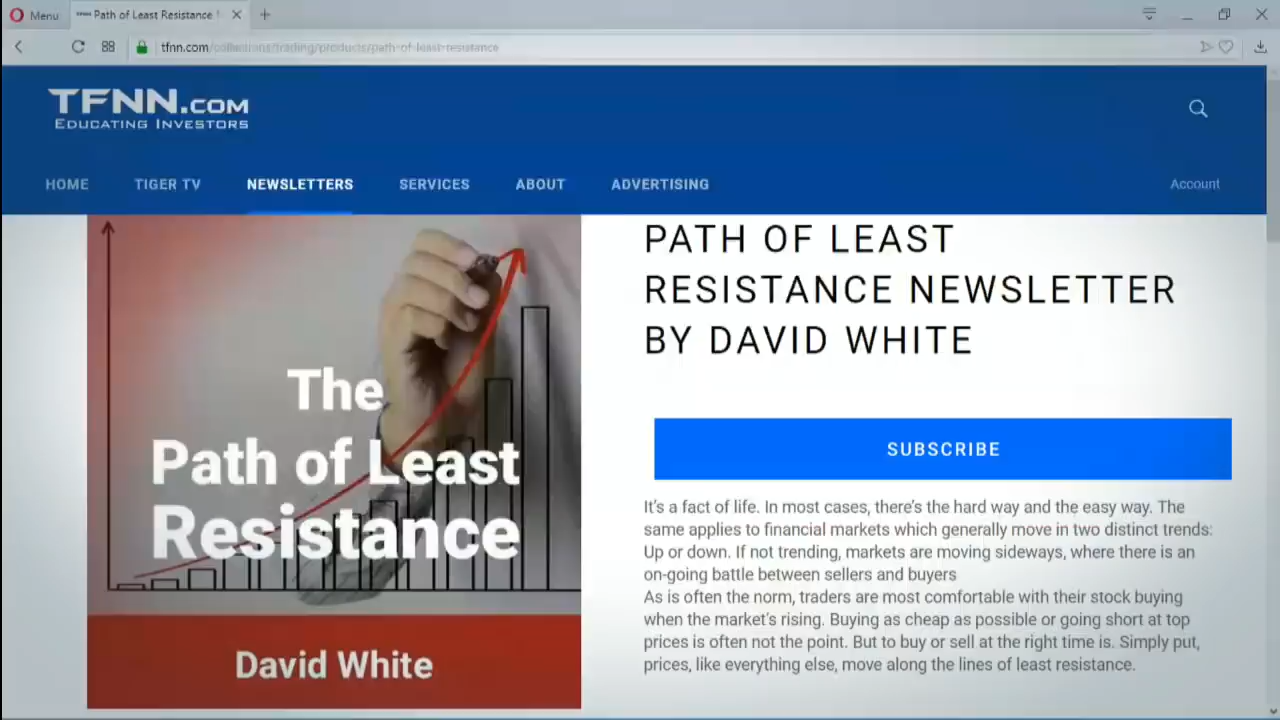 Menu
Path of Least Resistance
tfnn.com/collections/trading/products/path-of-least-resistance
TFNN.COM
EDUCATING INVESTORS
HOME
TIGER TV
NEWSLETTERS
SERVICES
ABOUT
ADVERTISING
Account
The
Path of Least
Resistance
David White
PATH OF LEAST
RESISTANCE NEWSLETTER
BY DAVID WHITE
SUBSCRIBE
It's a fact of life. In most cases, there's the hard way and the easy way. The
same applies to financial markets which generally move in two distinct trends:
Up or down. If not trending, markets are moving sideways, where there is an
on-going battle between sellers and buyers
As is often the norm, traders are most comfortable with their stock buying
when the market's rising. Buying as cheap as possible or going short at top
prices is often not the point. But to buy or sell at the right time is. Simply put,
prices, like everything else, move along the lines of least resistance.